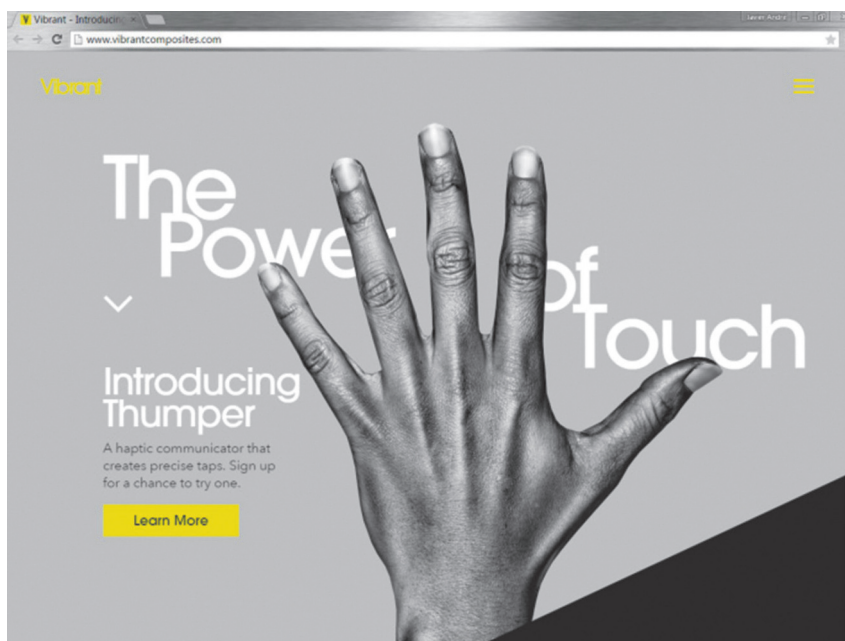 Vibrant - Introducing
www.vibrantcomposites.com
Vibrant
The
Power
of
Touch
Introducing
Thumper
A haptic communicator that
creates precise taps. Sign up
for a chance to try one.
Learn More